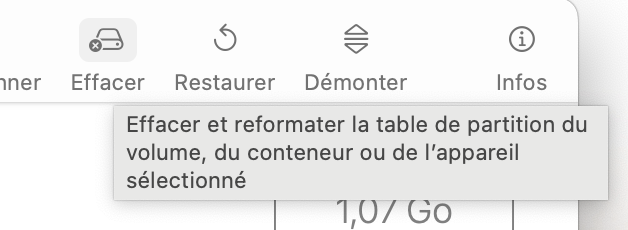 nner Effacer Restaurer Démonter Infos
Effacer et reformater la table de partition du
volume, du conteneur ou de l’appareil
sélectionné
1,07 Go